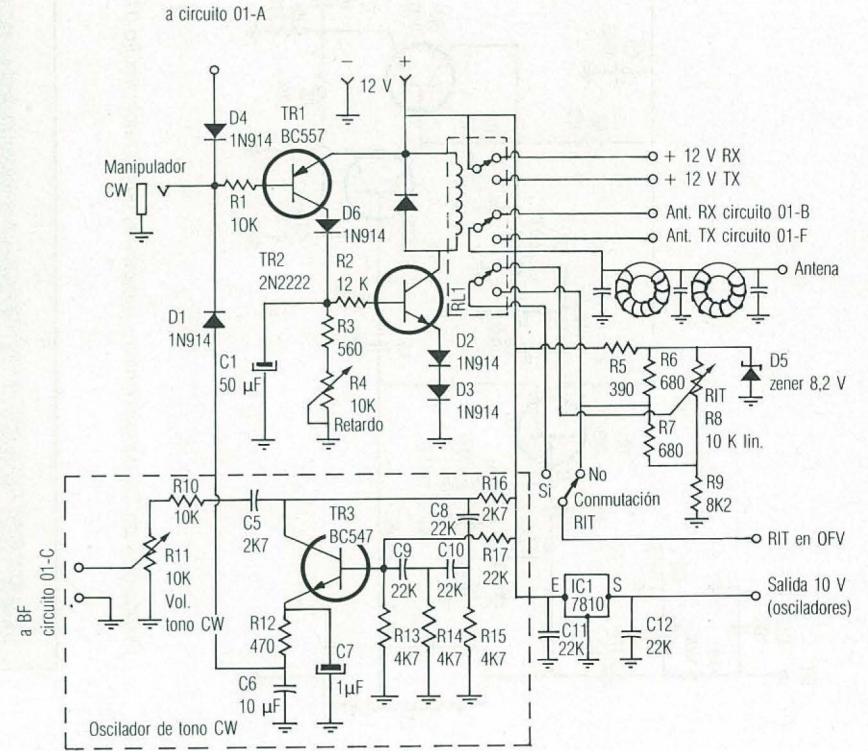 a circuito 01-A
−
+
12 V
D4
1N914
TR1
BC557
Manipulador
CW
R1
10K
D6
1N914
+ 12 V RX
+ 12 V TX
Ant. RX circuito 01-B
Ant. TX circuito 01-F
Antena
TR2
2N2222
R2
12 K
RL1
D1
1N914
R3
560
C1
50 µF
R4
10K
Retardo
D2
1N914
D3
1N914
R5
390
R6
680
RIT
R8
10 K lin.
D5
zener 8,2 V
R7
680
R9
8K2
Si
No
Conmutación
RIT
RIT en OFV
R10
10K
C5
2K7
TR3
BC547
C8
22K
R16
2K7
R17
22K
C9
22K
C10
22K
R11
10K
Vol.
tono CW
a BF
circuito 01-C
R12
470
C7
1µF
R13
4K7
R14
4K7
R15
4K7
C6
10 µF
Oscilador de tono CW
E
IC1
7810
S
C11
22K
C12
22K
Salida 10 V
(osciladores)